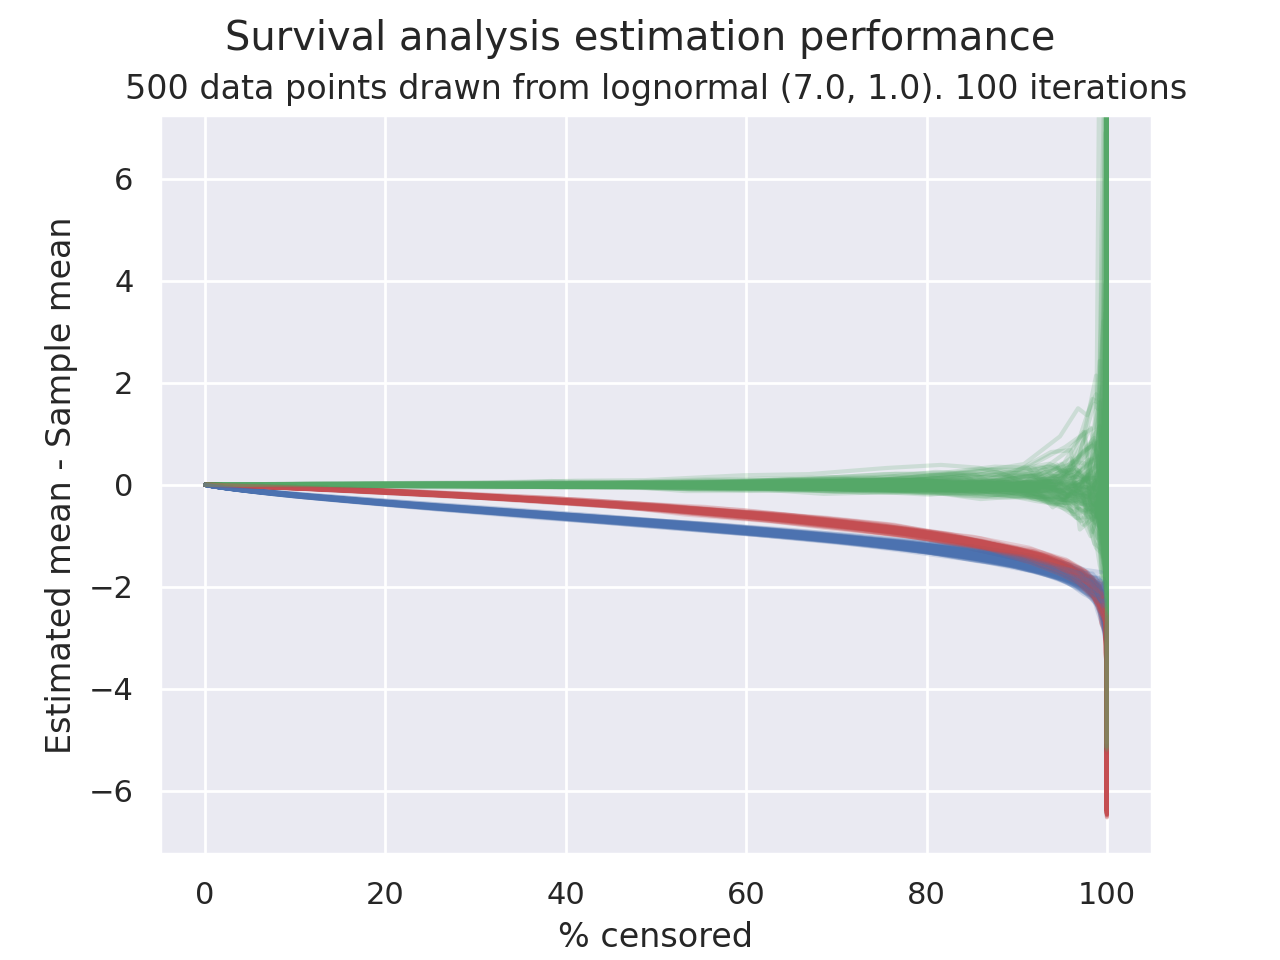 Survival analysis estimation performance
500 data points drawn from lognormal (7.0, 1.0). 100 iterations
Estimated mean - Sample mean
6
4
2
0
−2
−4
−6
0 20 40 60 80 100
% censored